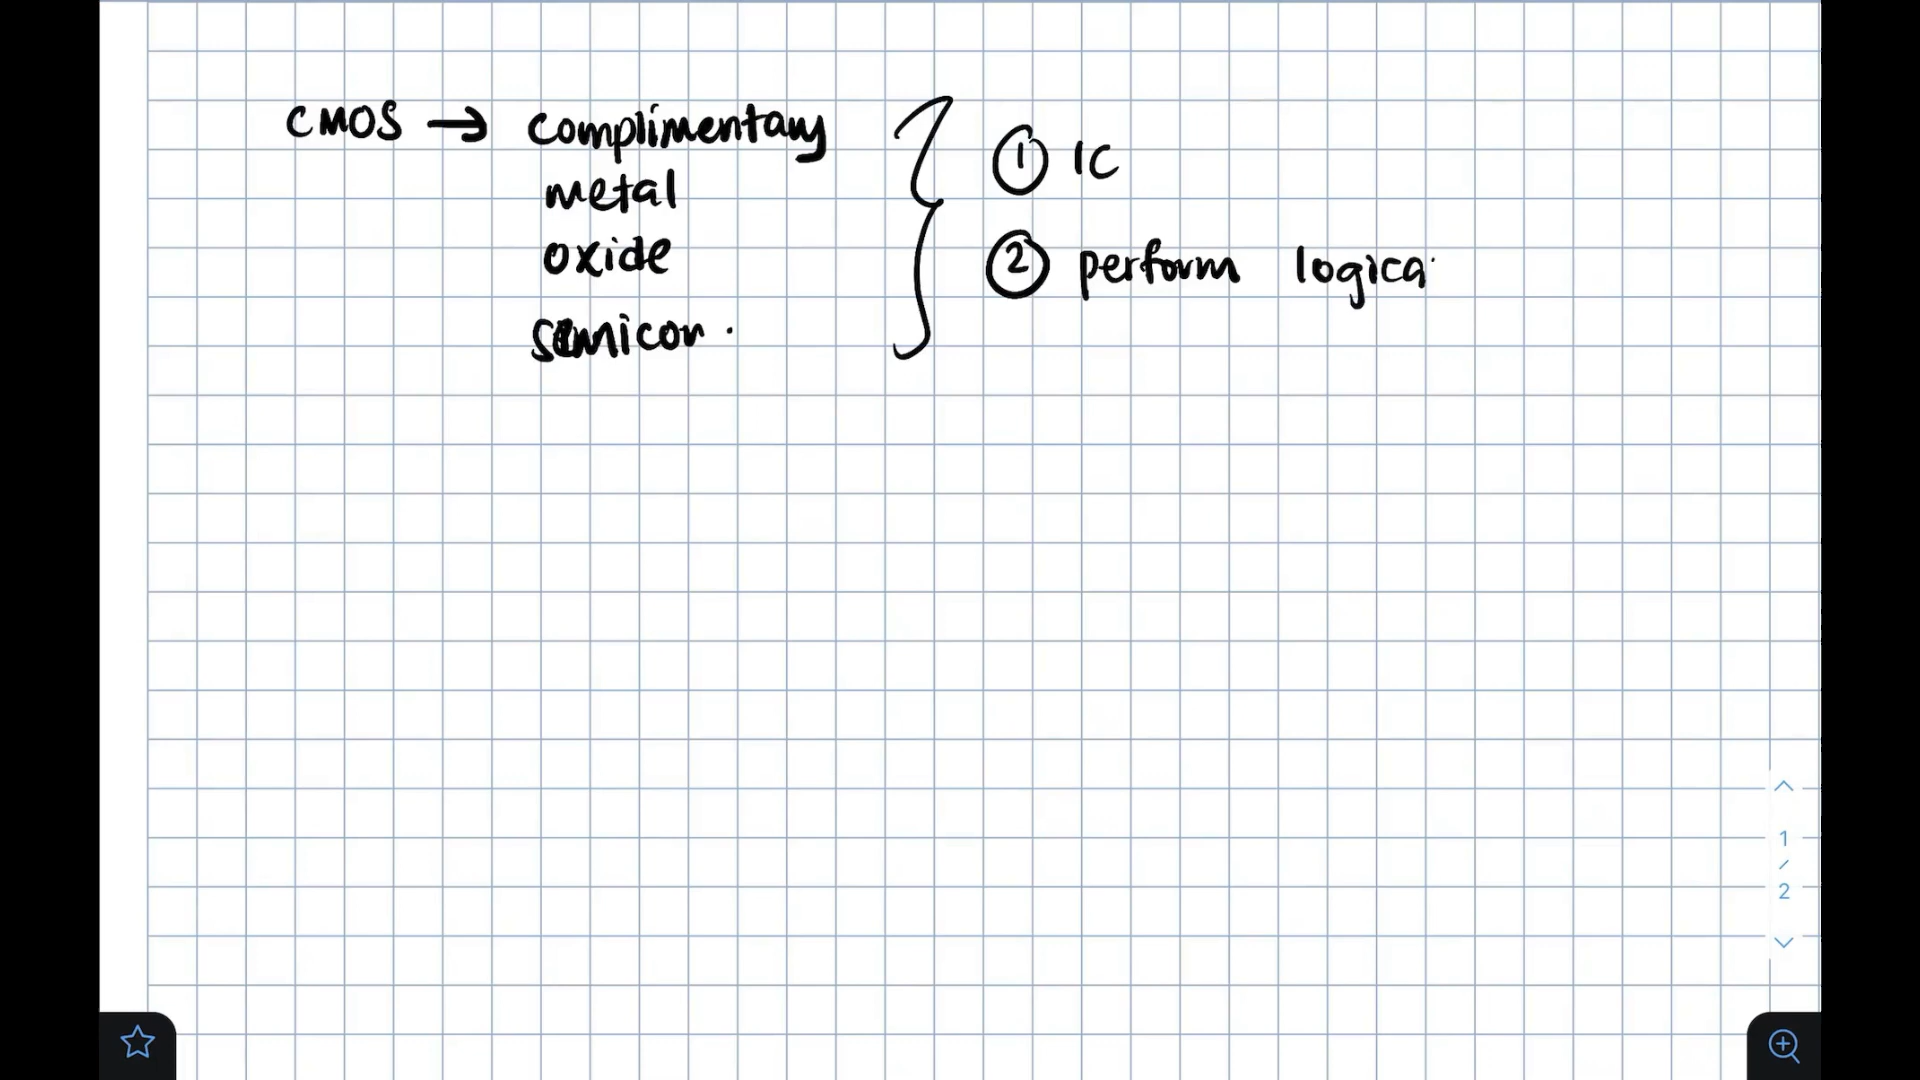 CMOS → complimentary
metal
oxide
semicon.
① IC
② perform logica
1
/
2